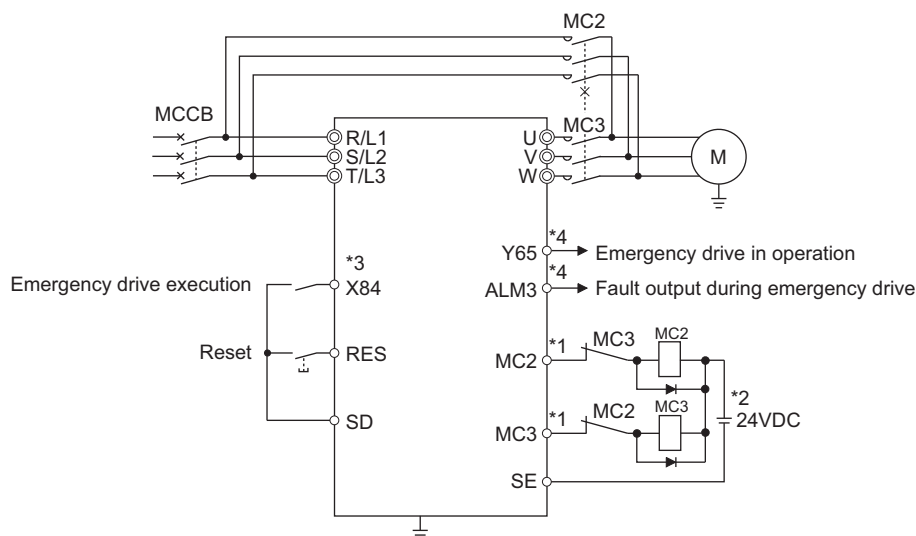 MC2
MCCB
R/L1
S/L2
T/L3
U
V
W
MC3
M
*3
Emergency drive execution
X84
Reset
RES
SD
*4
Y65
Emergency drive in operation
*4
ALM3
Fault output during emergency drive
*1
MC2
MC3
MC2
*2
24VDC
*1
MC3
MC2
MC3
SE